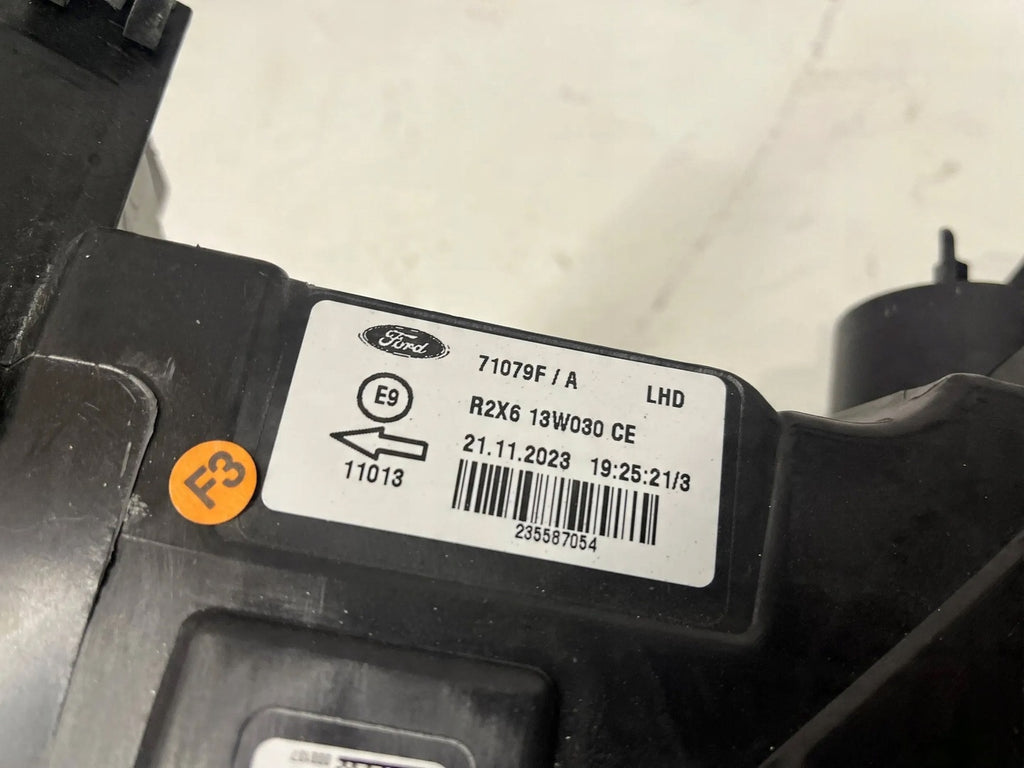 Ford
71079F / A
LHD
E9
R2X6 13W030 CE
21.11.2023 19:25:21/3
11013
235587054
F3